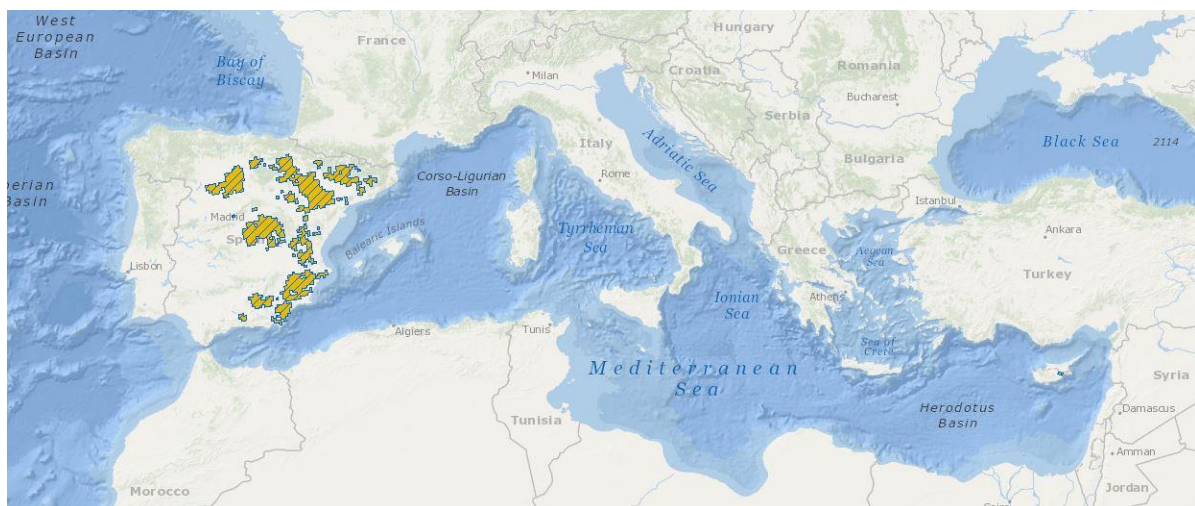 West
European
Basin
France
Bay of
Biscay
Hungary
Milan
Croatia
Romania
Bucharest
Serbia
Italy
Adriatic Sea
Black Sea
2114
Bulgaria
Corso-Ligurian
Basin
Rome
perian
Basin
Istanbul
Madrid
Balearic Islands
Tyrrhenian
Sea
Ankara
Greece
Aegean
Sea
Turkey
Lisbon
Ionian
Sea
Athens
Algiers
Tunis
Sea of
Crete
Mediterranean
Sea
Syria
Herodotus
Basin
Damascus
Tunisia
Amman
Morocco
Jordan